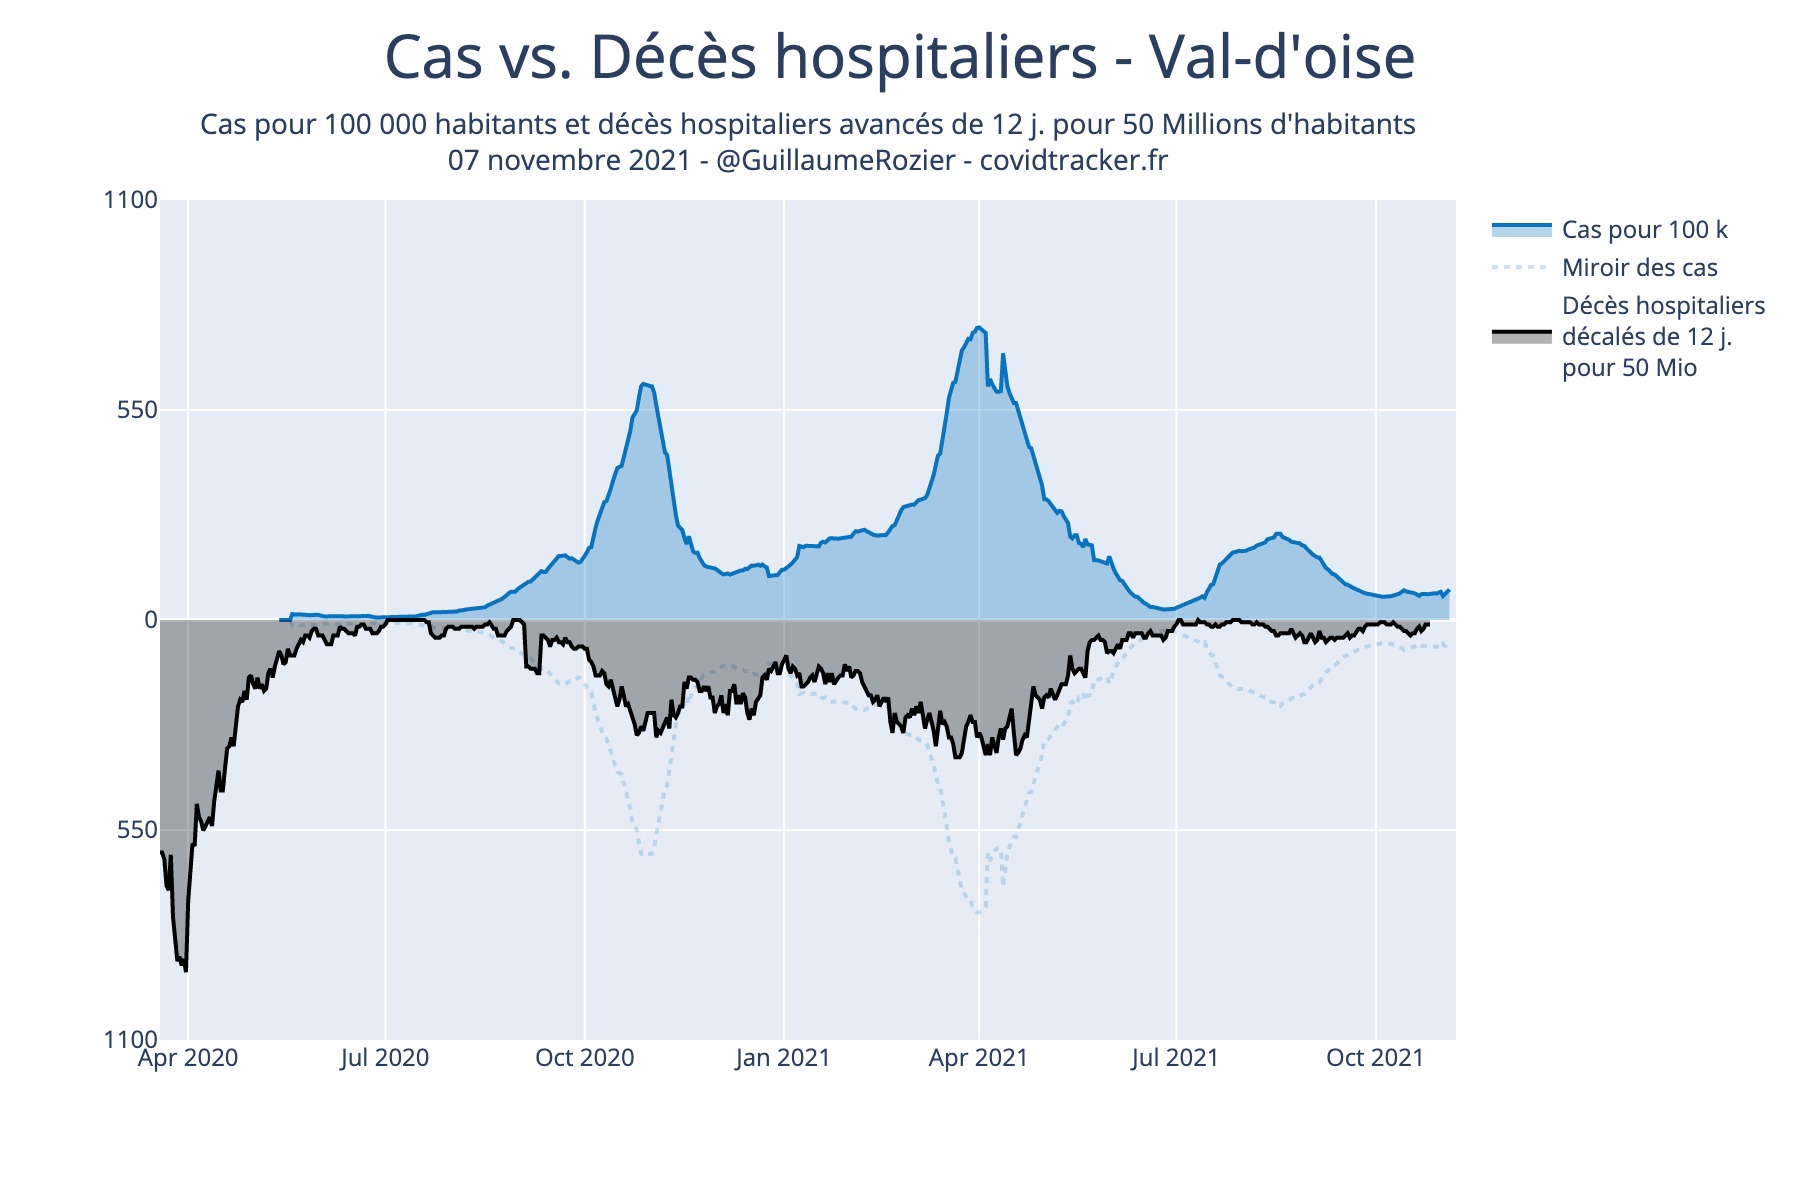 Cas vs. Décès hospitaliers - Val-d'oise
Cas pour 100 000 habitants et décès hospitaliers avancés de 12 j. pour 50 Millions d'habitants
07 novembre 2021 - @GuillaumeRozier - covidtracker.fr
1100
550
0
550
1100
Apr 2020
Jul 2020
Oct 2020
Jan 2021
Apr 2021
Jul 2021
Oct 2021
Cas pour 100 k
Miroir des cas
Décès hospitaliers
décalés de 12 j.
pour 50 Mio